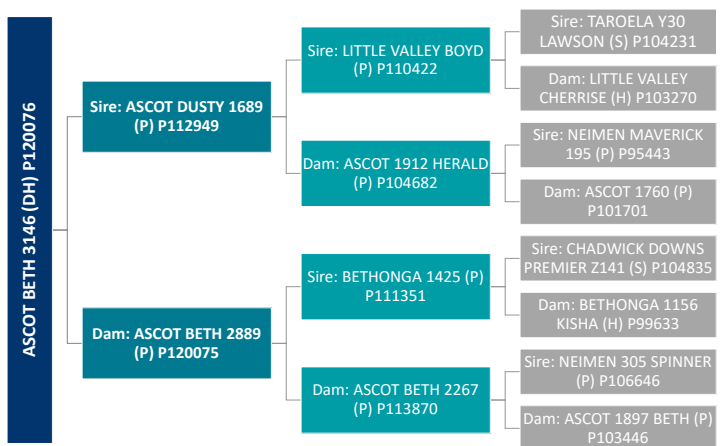 ASCOT BETH 3146 (DH) P120076
Sire: ASCOT DUSTY 1689
(P) P112949
Dam: ASCOT BETH 2889
(P) P120075
Sire: LITTLE VALLEY BOYD
(P) P110422
Dam: ASCOT 1912 HERALD
(P) P104682
Sire: BETHONGA 1425 (P)
P111351
Dam: ASCOT BETH 2267
(P) P113870
Sire: TAROELA Y30
LAWSON (S) P104231
Dam: LITTLE VALLEY
CHERRISE (H) P103270
Sire: NEIMEN MAVERICK
195 (P) P95443
Dam: ASCOT 1760 (P)
P101701
Sire: CHADWICK DOWNS
PREMIER Z141 (S) P104835
Dam: BETHONGA 1156
KISHA (H) P99633
Sire: NEIMEN 305 SPINNER
(P) P106646
Dam: ASCOT 1897 BETH (P)
P103446